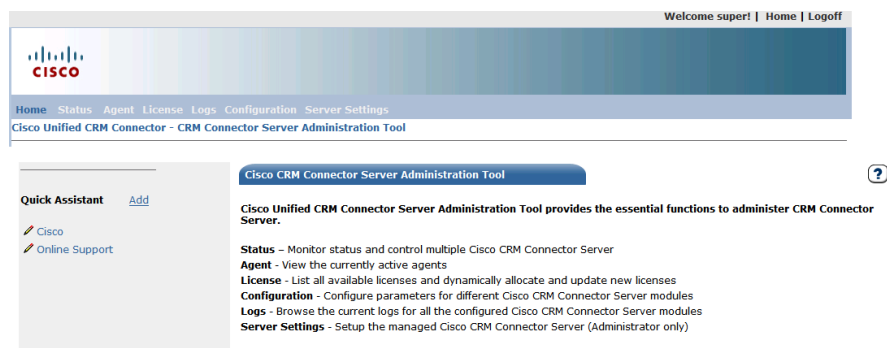 Welcome super! | Home | Logoff
CISCO
Home Status Agent License Logs Configuration Server Settings
Cisco Unified CRM Connector - CRM Connector Server Administration Tool
Quick Assistant Add
Cisco
Online Support
Cisco CRM Connector Server Administration Tool
?
Cisco Unified CRM Connector Server Administration Tool provides the essential functions to administer CRM Connector
Server.
Status – Monitor status and control multiple Cisco CRM Connector Server
Agent - View the currently active agents
License - List all available licenses and dynamically allocate and update new licenses
Configuration - Configure parameters for different Cisco CRM Connector Server modules
Logs - Browse the current logs for all the configured Cisco CRM Connector Server modules
Server Settings - Setup the managed Cisco CRM Connector Server (Administrator only)